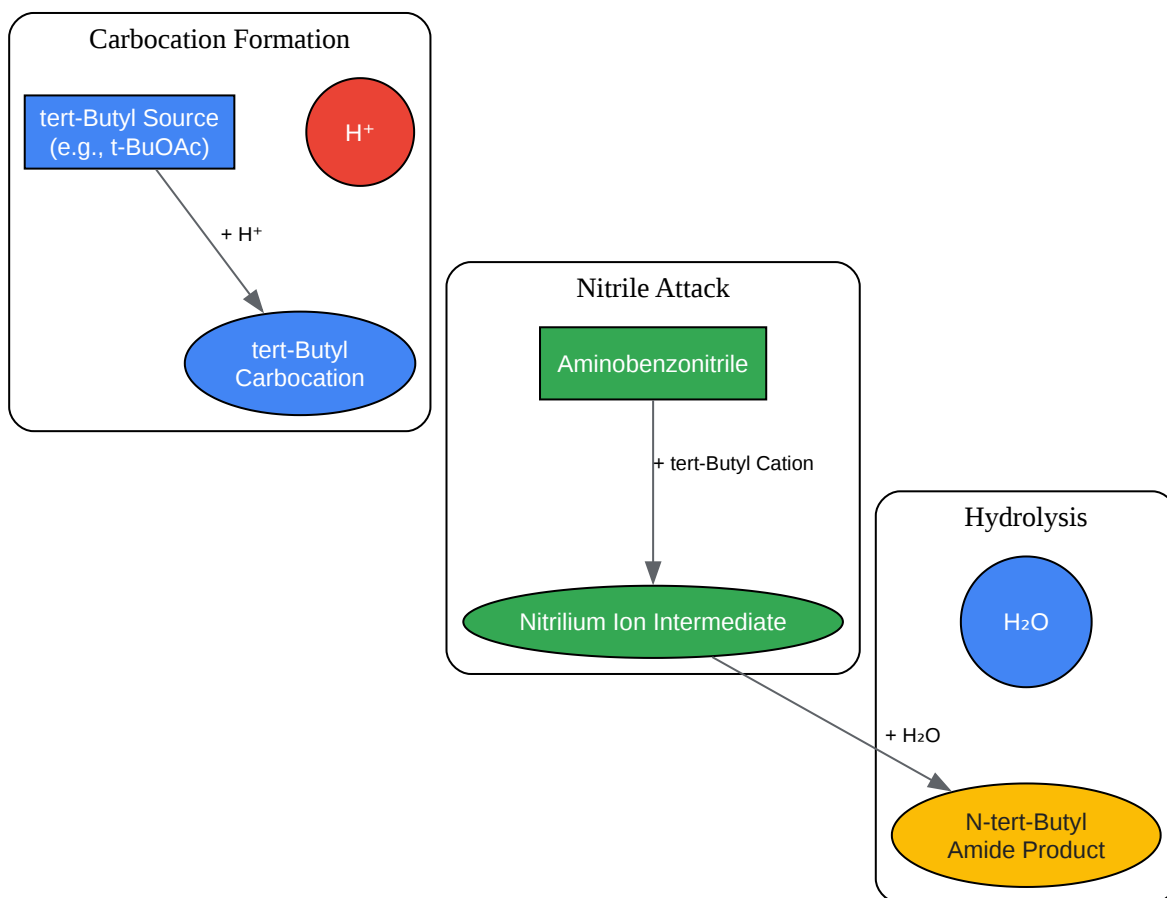 Carbocation Formation
tert-Butyl Source
(e.g., t-BuOAc)
H⁺
+ H⁺
tert-Butyl
Carbocation
Nitrile Attack
Aminobenzonitrile
+ tert-Butyl Cation
Nitrilium Ion Intermediate
Hydrolysis
H₂O
+ H₂O
N-tert-Butyl
Amide Product